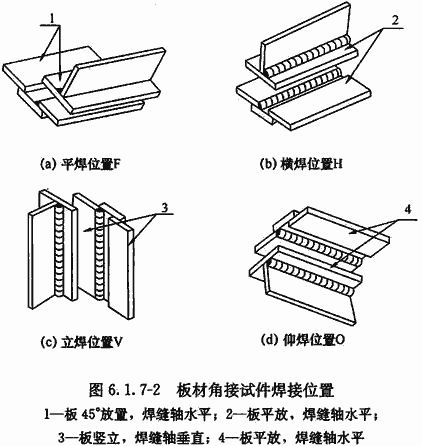 1
2
(a) 平焊位置F
(b) 横焊位置H
3
4
(c) 立焊位置V
(d) 仰焊位置O
图 6.1.7-2 板材角接试件焊接位置
1—板 45°放置，焊缝轴水平；2—板平放，焊缝轴水平；
3—板竖立，焊缝轴垂直；4—板平放，焊缝轴水平